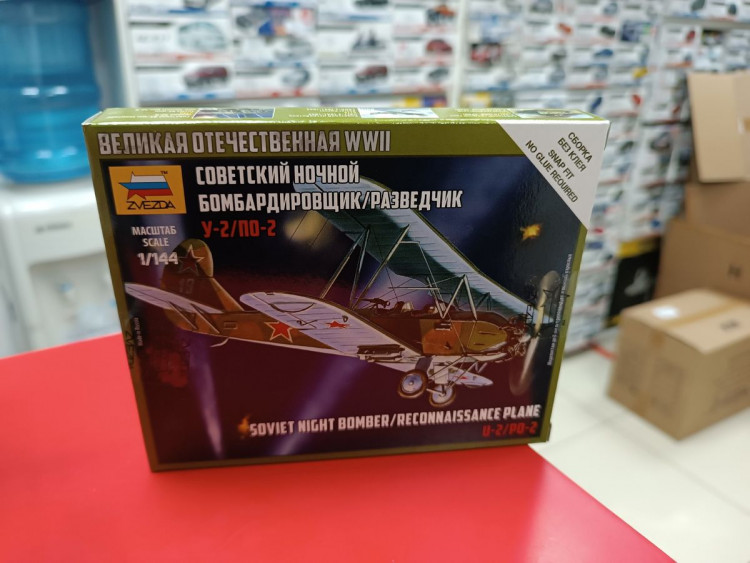 ВЕЛИКАЯ ОТЕЧЕСТВЕННАЯ WWII
СБОРКА
БЕЗ КЛЕЯ
SNAP FIT
NO GLUE REQUIRED
ZVEZDA
СОВЕТСКИЙ НОЧНОЙ
БОМБАРДИРОВЩИК/РАЗВЕДЧИК
У-2/ПО-2
МАСШТАБ
SCALE
1/144
SOVIET NIGHT BOMBER/RECONNAISSANCE PLANE
U-2/PO-2